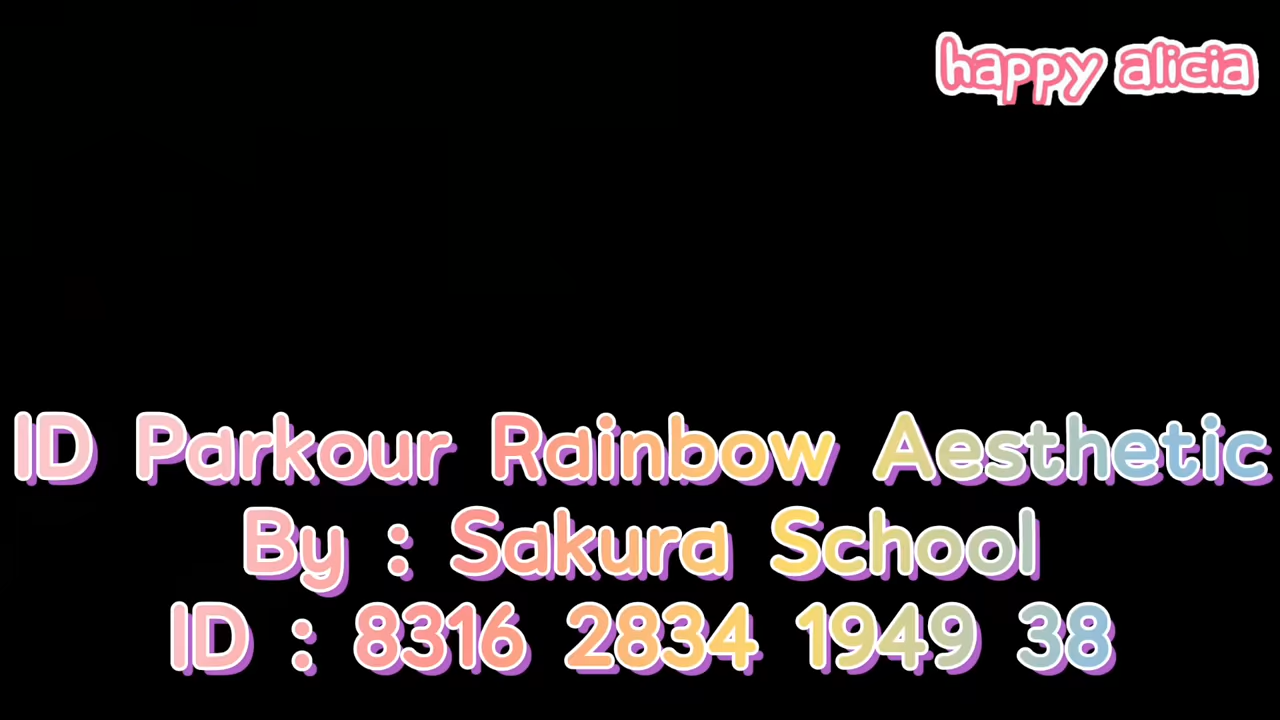 happy alicia
ID Parkour Rainbow Aesthetic
By : Sakura School
ID : 8316 2834 1949 38